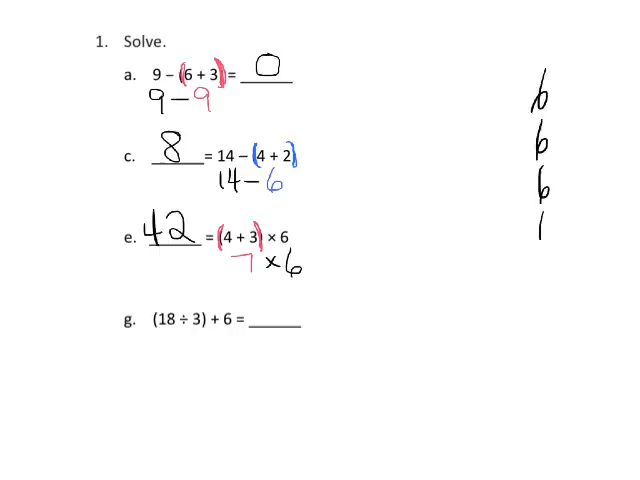 1. Solve.
a. 9 – (6 + 3) = 0
9 – 9
c. 8 = 14 – (4 + 2)
14 – 6
e. 42 = (4 + 3) × 6
7 × 6
g. (18 ÷ 3) + 6 = ______
6
6
6
1